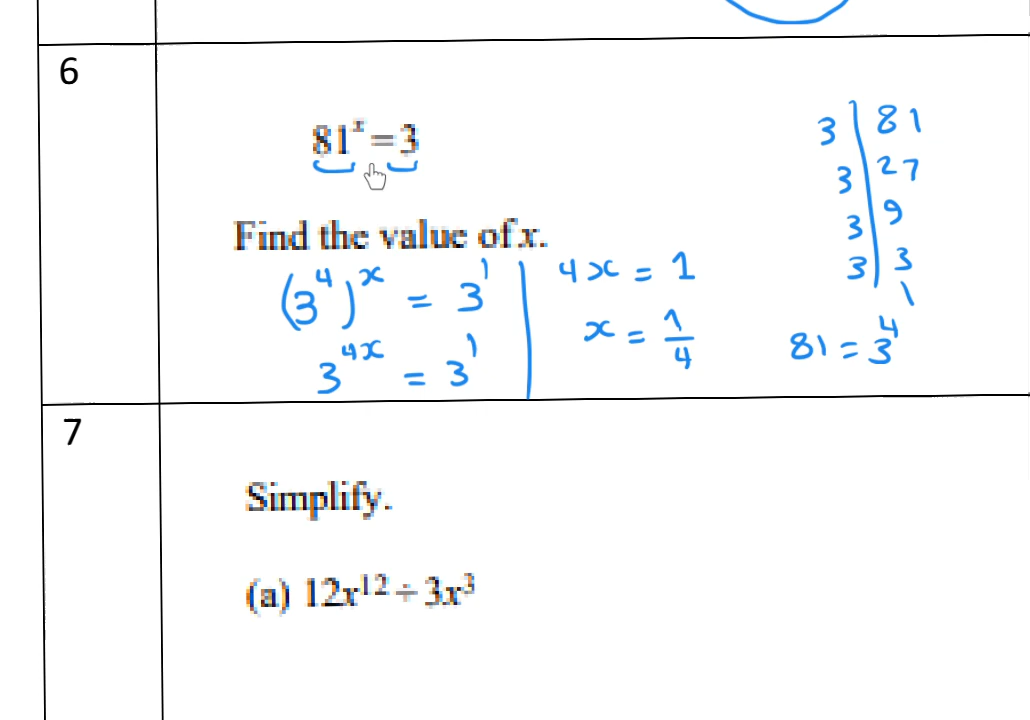 6
81^x = 3
Find the value of x.
(3^4)^x = 3^1
3^4x = 3^1
4x = 1
x = 1/4
3 | 81
3 | 27
3 | 9
3 | 3
1
81 = 3^4
7
Simplify.
(a) 12x^12 ÷ 3x^3